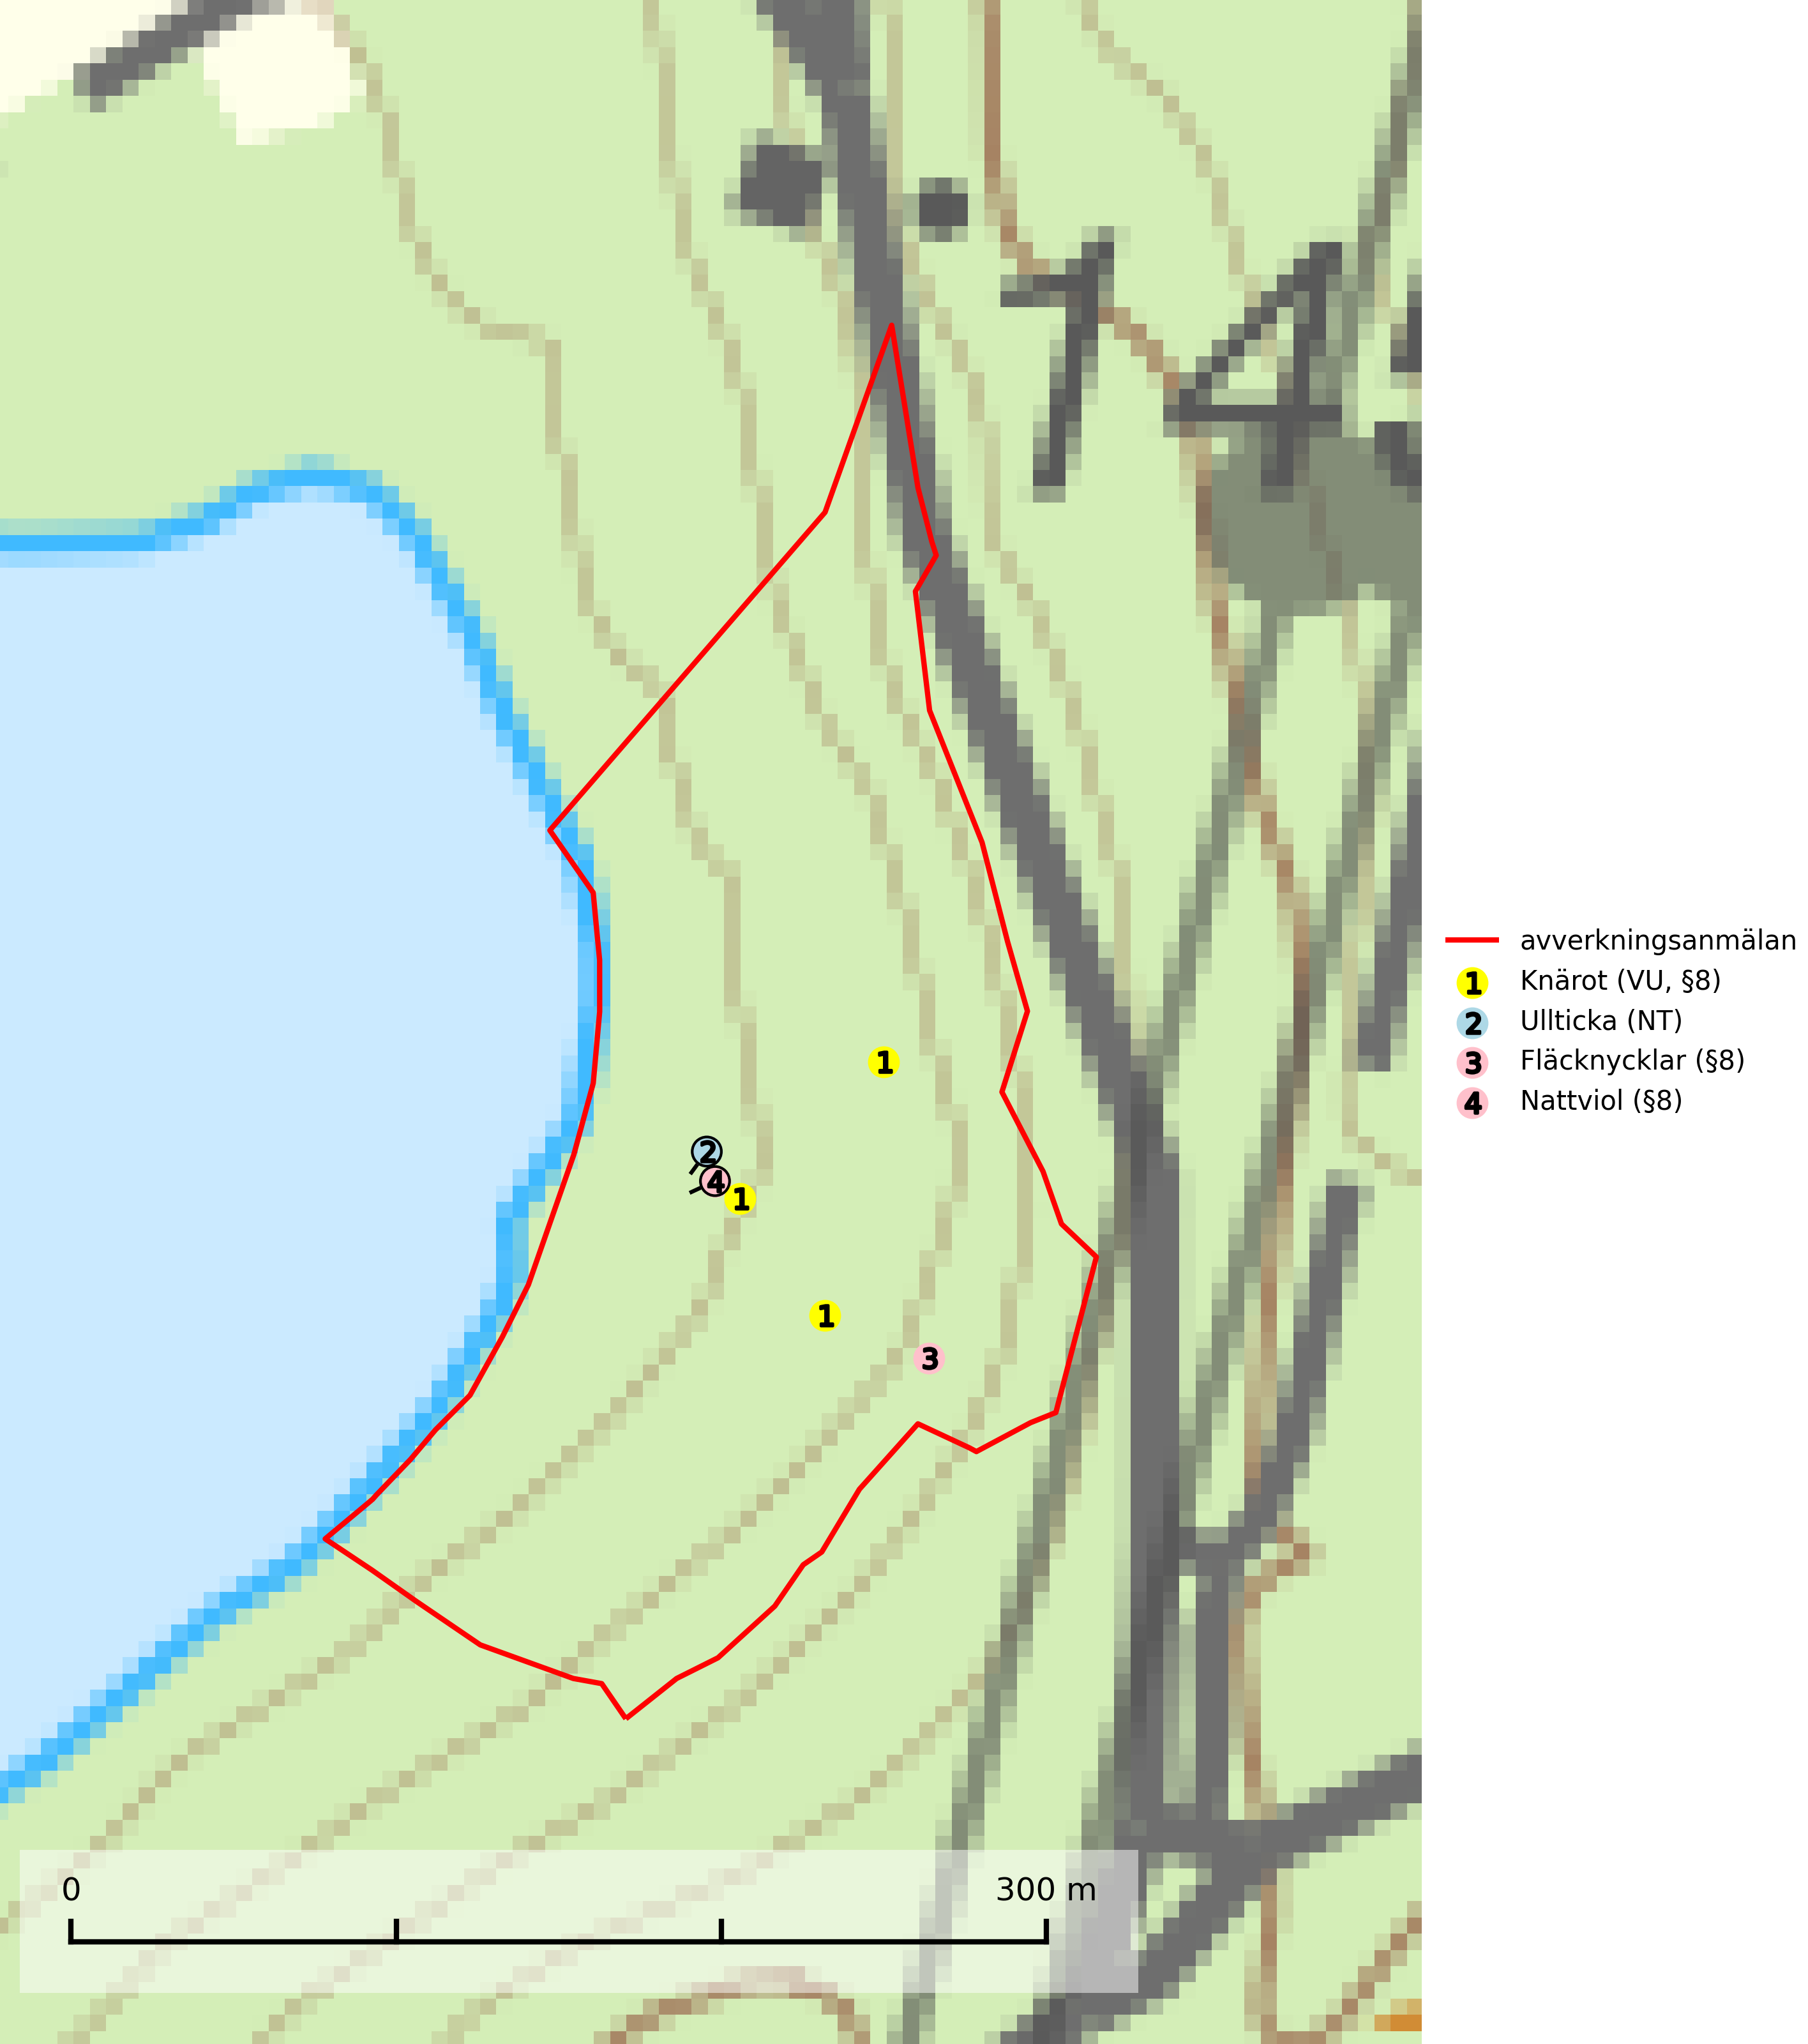 avverkningsanmälan
1 Knärot (VU, §8)
2 Ullticka (NT)
3 Fläcknycklar (§8)
4 Nattviol (§8)
1
2
4
1
1
3
0 300 m